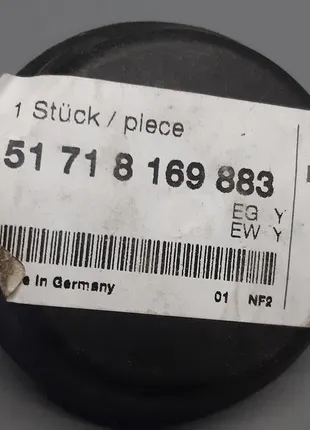 1 Stück / piece
51 71 8 169 883
EG Y
EW Y
e In Germany 01 NF2